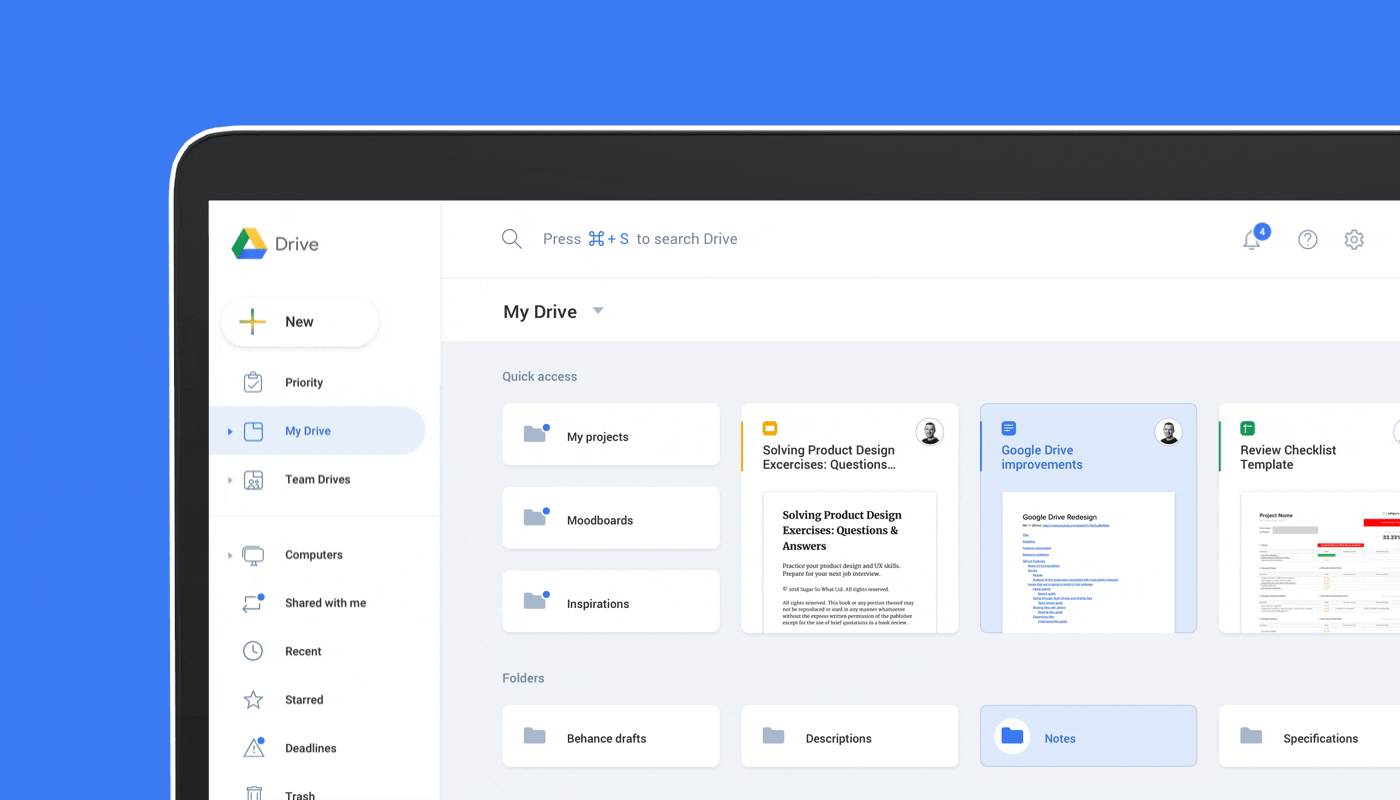 Drive
Press ⌘ + S to search Drive
4
New
My Drive
Priority
My Drive
Team Drives
Computers
Shared with me
Recent
Starred
Deadlines
Trash
Quick access
My projects
Moodboards
Inspirations
Solving Product Design
Excercises: Questions...
Solving Product Design
Exercises: Questions &
Answers
Practice your product design and UX skills.
Prepare for your next job interview.
© 2018 Sugar So What Ltd. All rights reserved.
All rights reserved. This book or any portion thereof may
not be reproduced or used in any manner whatsoever
without the express written permission of the publisher
except for the use of brief quotations in a book review.
Google Drive
improvements
Google Drive Redesign
Review Checklist
Template
Project Name
33.33%
Folders
Behance drafts
Descriptions
Notes
Specifications